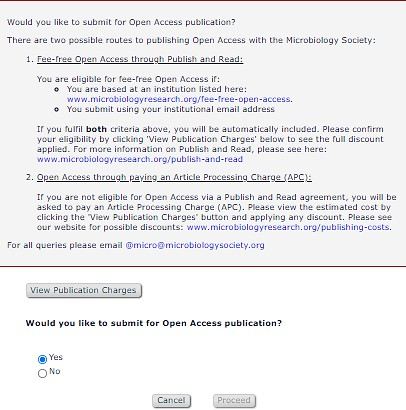 Would you like to submit for Open Access publication?
There are two possible routes to publishing Open Access with the Microbiology Society:
1. Fee-free Open Access through Publish and Read:
You are eligible for fee-free Open Access if:
You are based at an institution listed here:
www.microbiologyresearch.org/fee-free-open-access.
You submit using your institutional email address
If you fulfil both criteria above, you will be automatically included. Please confirm
your eligibility by clicking 'View Publication Charges' below to see the full discount
applied. For more information on Publish and Read, please see here:
www.microbiologyresearch.org/publish-and-read
2. Open Access through paying an Article Processing Charge (APC):
If you are not eligible for Open Access via a Publish and Read agreement, you will be
asked to pay an Article Processing Charge (APC). Please view the estimated cost by
clicking the 'View Publication Charges' button and applying any discount. Please see
our website for possible discounts: www.microbiologyresearch.org/publishing-costs.
For all queries please email @micro@microbiologysociety.org
View Publication Charges
Would you like to submit for Open Access publication?
Yes
No
Cancel Proceed